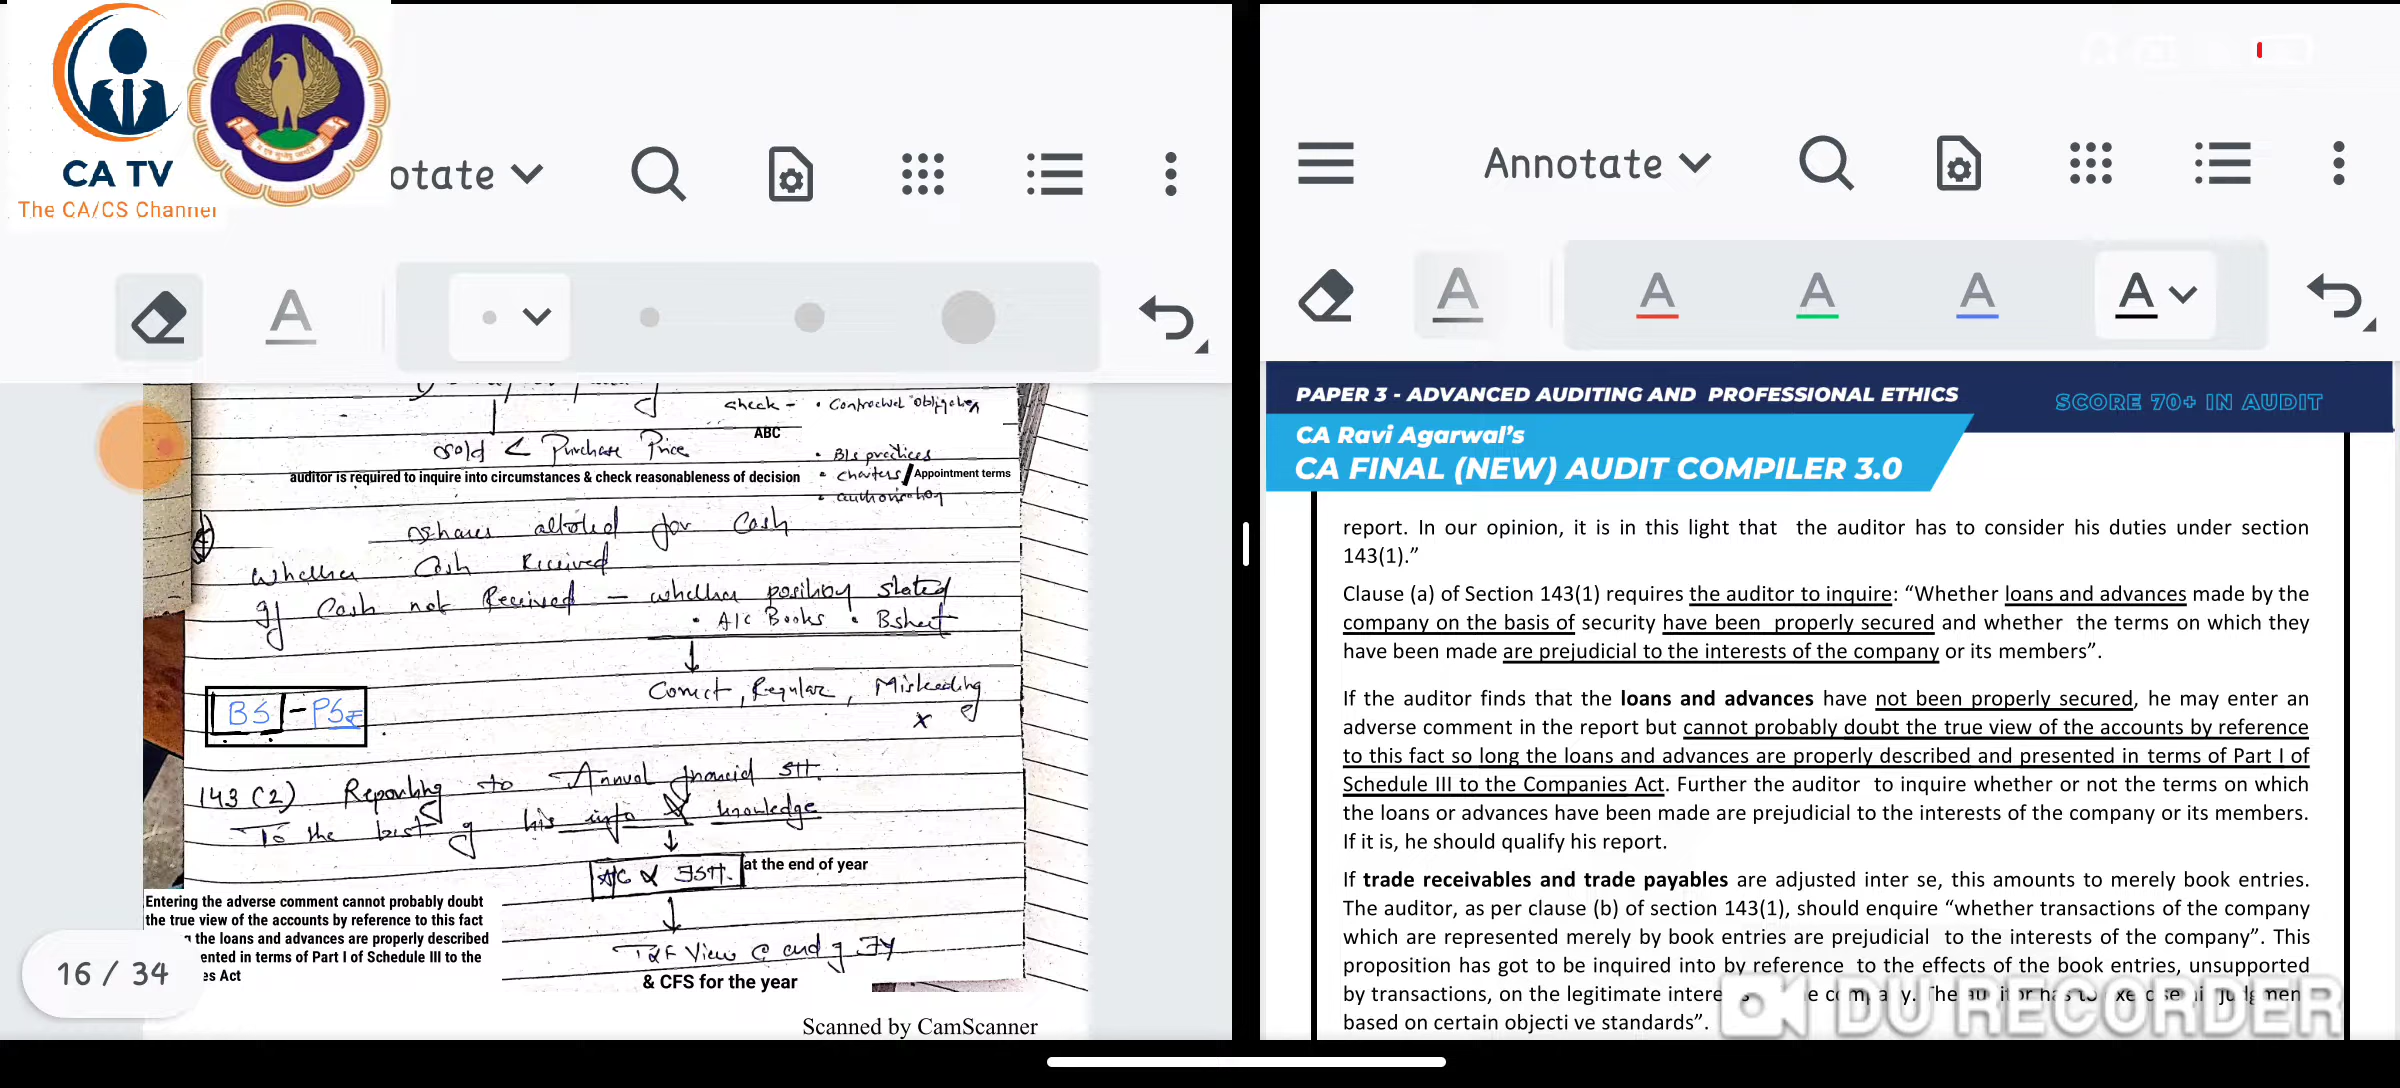 CA TV
The CA/CS Channel
otate
check - • Contractual Obligation
ABC
Sold < Purchase Price
• BLs practices
auditor is required to inquire into circumstances & check reasonableness of decision
• Charters / Appointment terms
• authorisation
Shares alloted for Cash
Whether Cash Received
If Cash not Received - whether position stated
• A/c Books • Bsheet
Correct, Regular, Misleading
x
BS - PS
143 (2) Reporting to Annual financial Stt.
To the best of his info & knowledge
A/C & FStt. at the end of year
T&F View @ end of FY
& CFS for the year
Entering the adverse comment cannot probably doubt
the true view of the accounts by reference to this fact
the loans and advances are properly described
ented in terms of Part I of Schedule III to the
es Act
16 / 34
Scanned by CamScanner
Annotate
PAPER 3 - ADVANCED AUDITING AND PROFESSIONAL ETHICS
SCORE 70+ IN AUDIT
CA Ravi Agarwal's
CA FINAL (NEW) AUDIT COMPILER 3.0
report. In our opinion, it is in this light that the auditor has to consider his duties under section
143(1).”
Clause (a) of Section 143(1) requires the auditor to inquire: “Whether loans and advances made by the
company on the basis of security have been properly secured and whether the terms on which they
have been made are prejudicial to the interests of the company or its members”.
If the auditor finds that the loans and advances have not been properly secured, he may enter an
adverse comment in the report but cannot probably doubt the true view of the accounts by reference
to this fact so long the loans and advances are properly described and presented in terms of Part I of
Schedule III to the Companies Act. Further the auditor to inquire whether or not the terms on which
the loans or advances have been made are prejudicial to the interests of the company or its members.
If it is, he should qualify his report.
If trade receivables and trade payables are adjusted inter se, this amounts to merely book entries.
The auditor, as per clause (b) of section 143(1), should enquire “whether transactions of the company
which are represented merely by book entries are prejudicial to the interests of the company”. This
proposition has got to be inquired into by reference to the effects of the book entries, unsupported
by transactions, on the legitimate intere
based on certain objecti ve standards”.
DU RECORDER